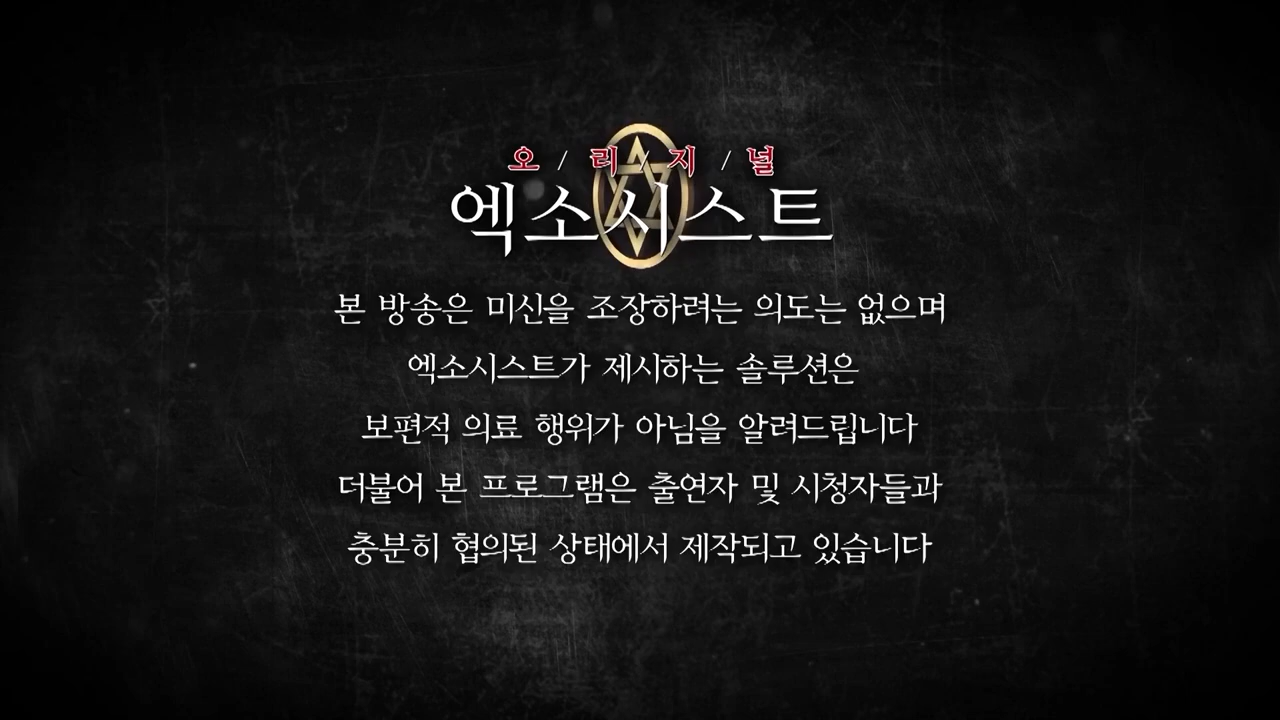 오/리/지/널
엑소시스트
본 방송은 미신을 조장하려는 의도는 없으며
엑소시스트가 제시하는 솔루션은
보편적 의료 행위가 아님을 알려드립니다
더불어 본 프로그램은 출연자 및 시청자들과
충분히 협의된 상태에서 제작되고 있습니다